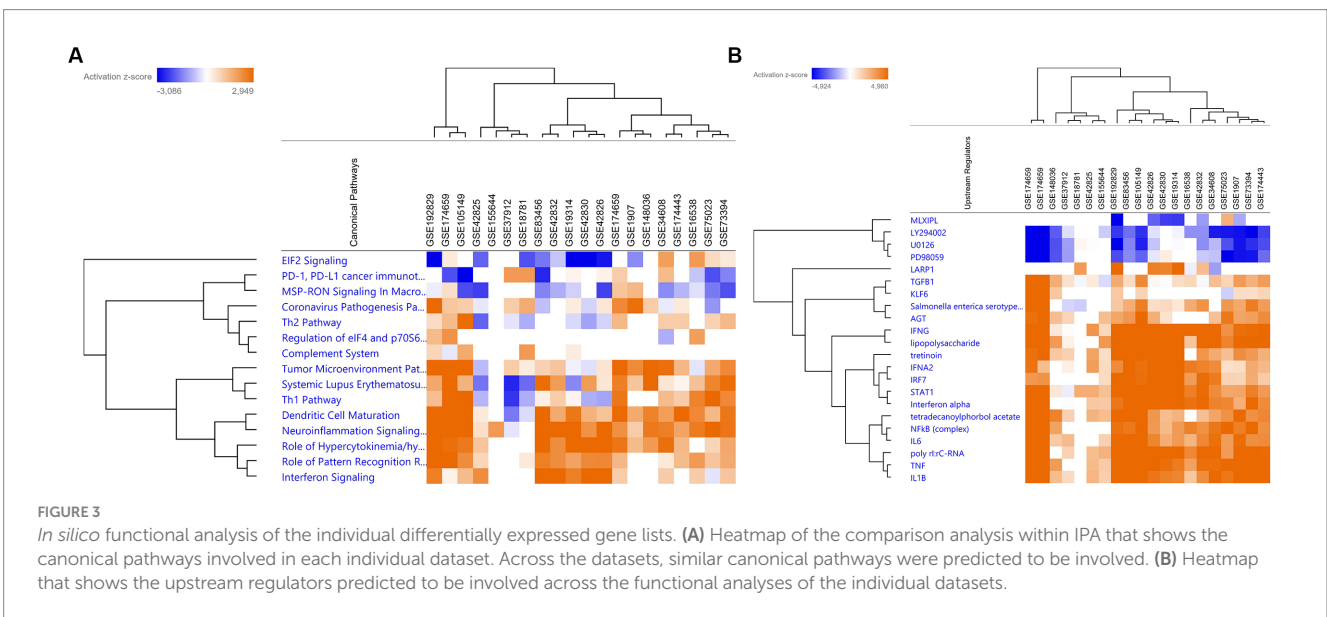 A
Activation z-score
-3,086 2,949
Canonical Pathways
GSE192829
GSE174659
GSE105149
GSE42825
GSE155644
GSE37912
GSE18781
GSE83456
GSE42832
GSE19314
GSE42830
GSE42826
GSE174659
GSE1907
GSE148036
GSE34608
GSE174443
GSE16538
GSE75023
GSE73394
EIF2 Signaling
PD-1, PD-L1 cancer immunot...
MSP-RON Signaling In Macro...
Coronavirus Pathogenesis Pa...
Th2 Pathway
Regulation of eIF4 and p70S6...
Complement System
Tumor Microenvironment Pat...
Systemic Lupus Erythematosu...
Th1 Pathway
Dendritic Cell Maturation
Neuroinflammation Signaling...
Role of Hypercytokinemia/hy...
Role of Pattern Recognition R...
Interferon Signaling
B
Activation z-score
-4,924 4,980
Upstream Regulators
GSE174659
GSE174659
GSE148036
GSE37912
GSE18781
GSE42825
GSE155644
GSE192829
GSE83456
GSE105149
GSE42826
GSE42830
GSE19314
GSE16538
GSE42832
GSE34608
GSE75023
GSE1907
GSE73394
GSE174443
MLXIPL
LY294002
U0126
PD98059
LARP1
TGFB1
KLF6
Salmonella enterica serotype...
AGT
IFNG
lipopolysaccharide
tretinoin
IFNA2
IRF7
STAT1
Interferon alpha
tetradecanoylphorbol acetate
NFkB (complex)
IL6
poly rI:rC-RNA
TNF
IL1B
FIGURE 3
In silico functional analysis of the individual differentially expressed gene lists. (A) Heatmap of the comparison analysis within IPA that shows the
canonical pathways involved in each individual dataset. Across the datasets, similar canonical pathways were predicted to be involved. (B) Heatmap
that shows the upstream regulators predicted to be involved across the functional analyses of the individual datasets.